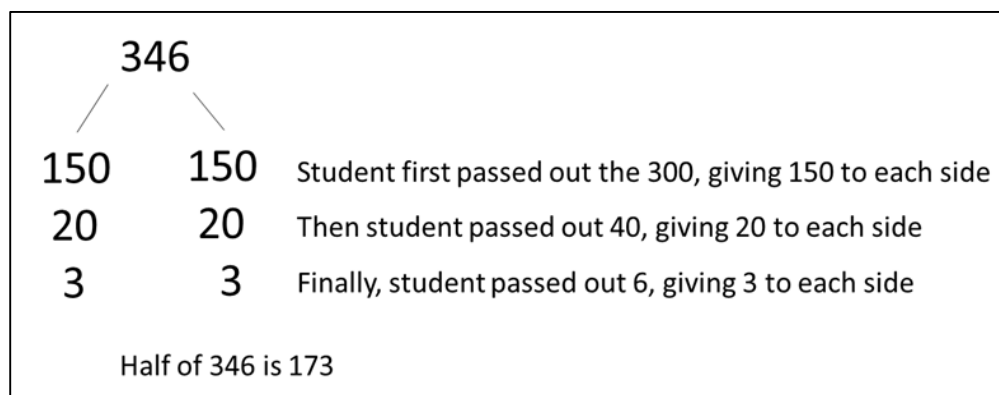 346
150 150 Student first passed out the 300, giving 150 to each side
20 20 Then student passed out 40, giving 20 to each side
3 3 Finally, student passed out 6, giving 3 to each side
Half of 346 is 173